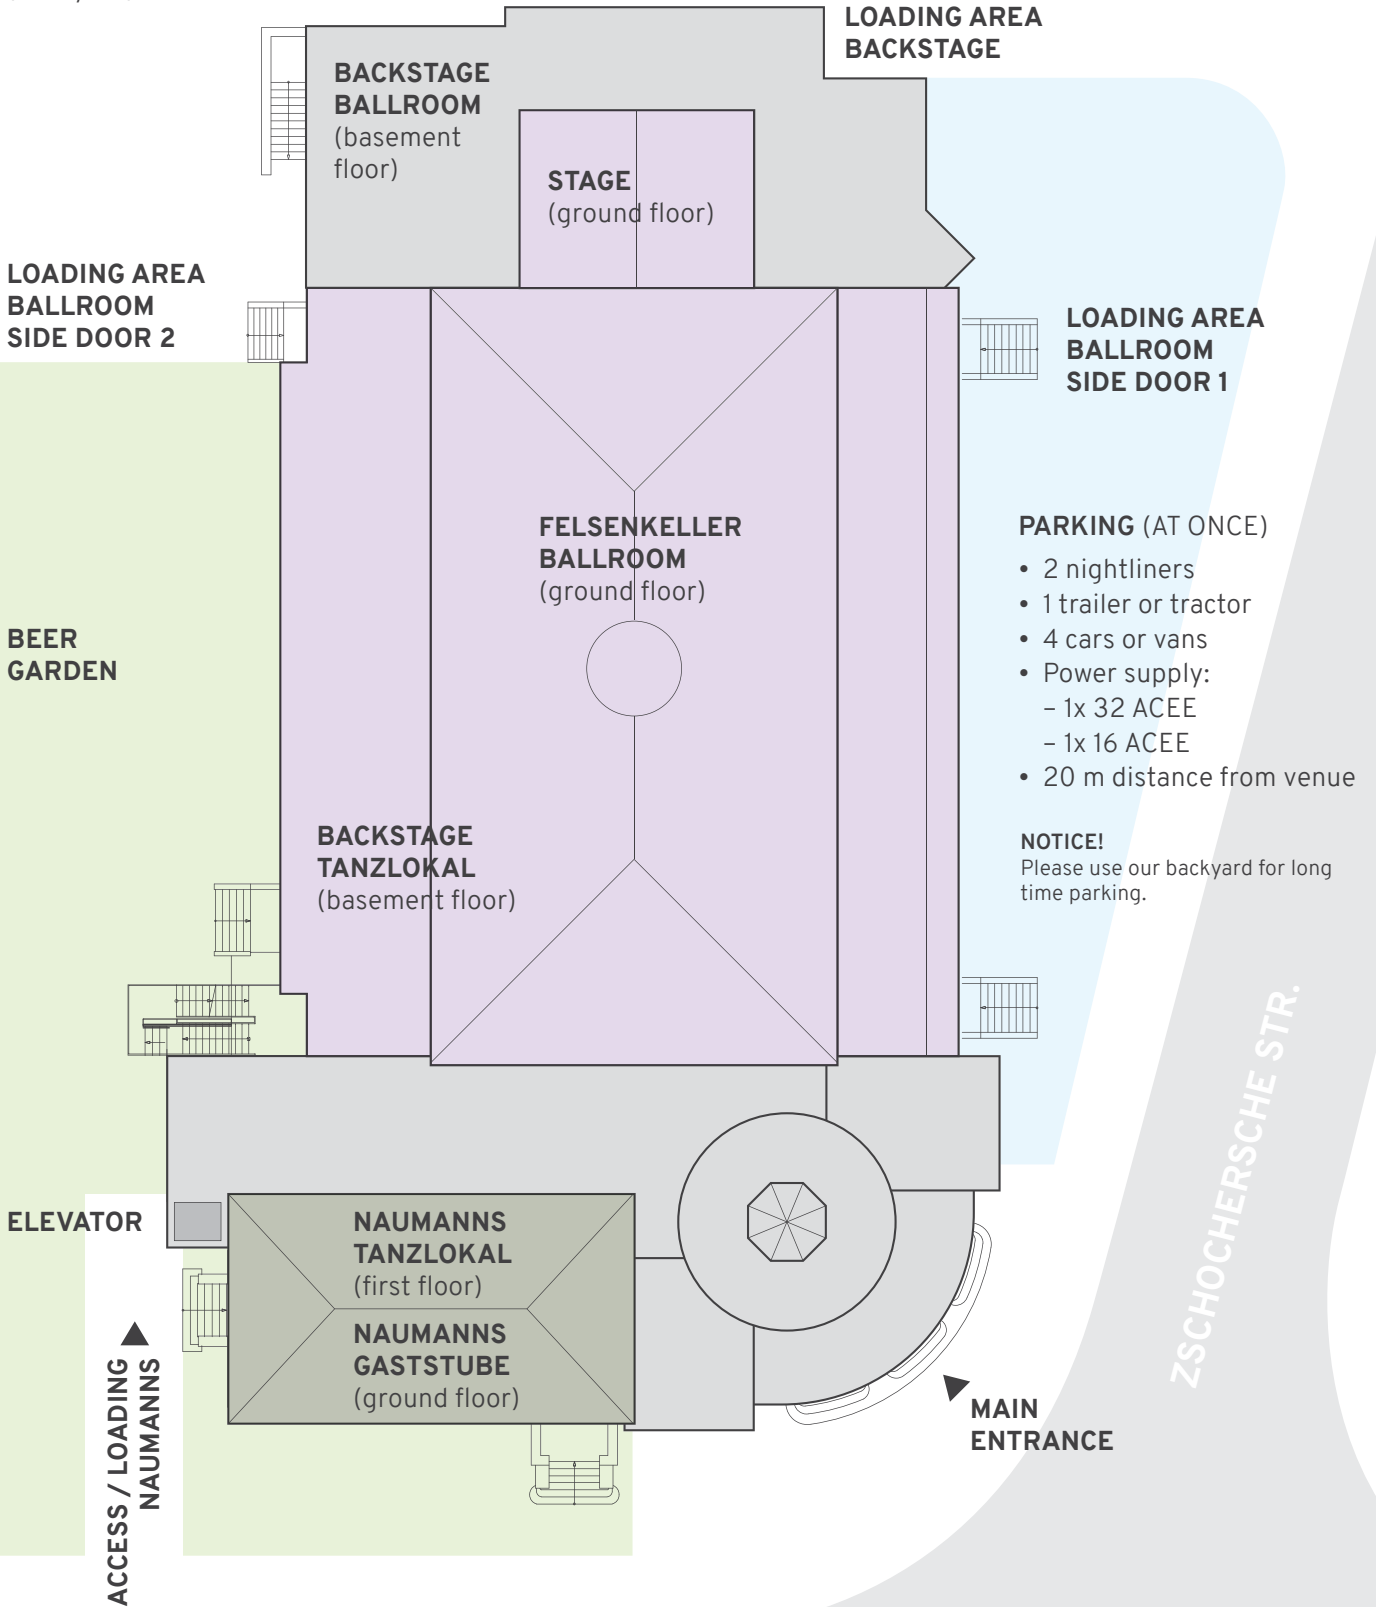 LOADING AREA
BACKSTAGE
BACKSTAGE
BALLROOM
(basement
floor)
STAGE
(ground floor)
LOADING AREA
BALLROOM
SIDE DOOR 2
LOADING AREA
BALLROOM
SIDE DOOR 1
FELSENKELLER
BALLROOM
(ground floor)
PARKING (AT ONCE)
• 2 nightliners
• 1 trailer or tractor
• 4 cars or vans
• Power supply:
– 1x 32 ACEE
– 1x 16 ACEE
• 20 m distance from venue
NOTICE!
Please use our backyard for long
time parking.
BEER
GARDEN
BACKSTAGE
TANZLOKAL
(basement floor)
ZSCHOCHERSCHE STR.
ELEVATOR
NAUMANNS
TANZLOKAL
(first floor)
NAUMANNS
GASTSTUBE
(ground floor)
ACCESS / LOADING
NAUMANNS
MAIN
ENTRANCE